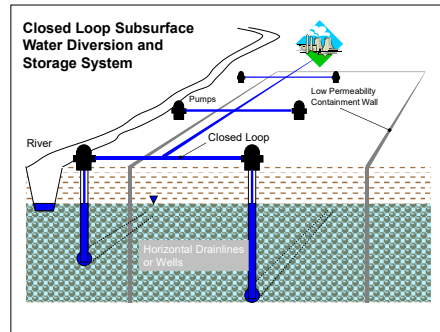 Closed Loop Subsurface
Water Diversion and
Storage System
Pumps
Low Permeability
Containment Wall
River
Closed Loop
Horizontal Drainlines
or Wells